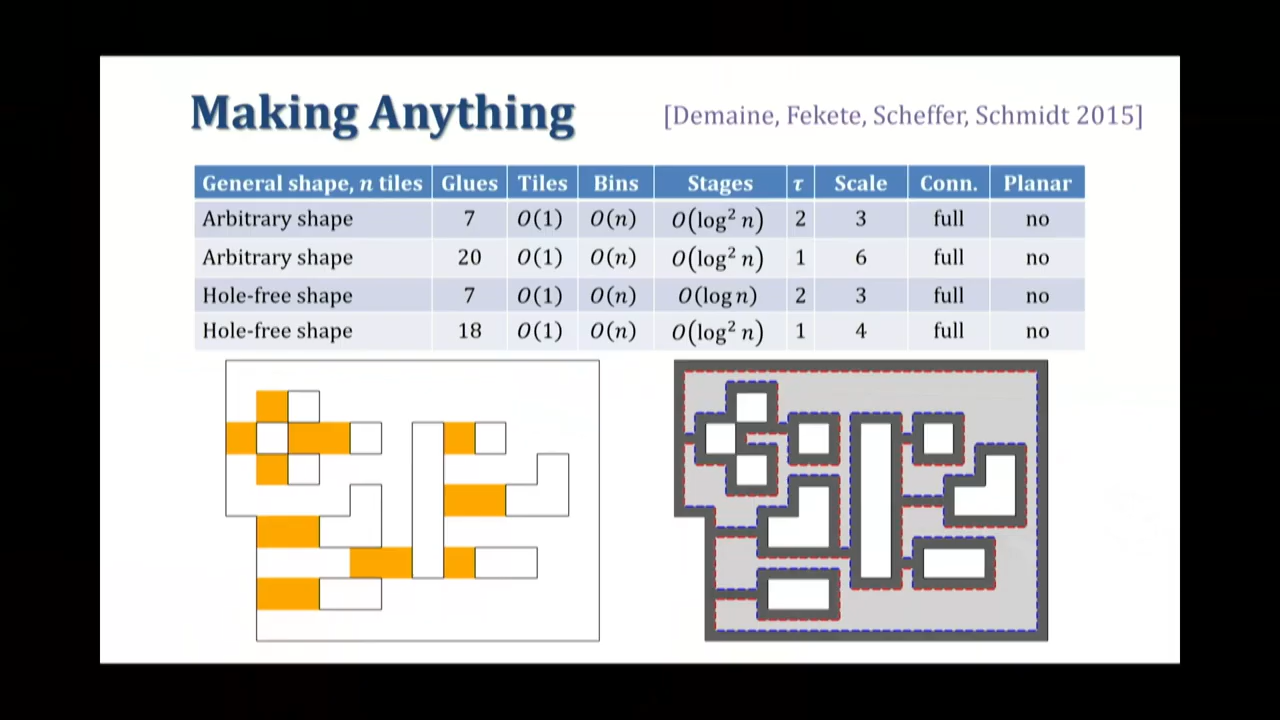 Making Anything
[Demaine, Fekete, Scheffer, Schmidt 2015]
General shape, n tiles Glues Tiles Bins Stages τ Scale Conn. Planar
Arbitrary shape 7 O(1) O(n) O(log² n) 2 3 full no
Arbitrary shape 20 O(1) O(n) O(log² n) 1 6 full no
Hole-free shape 7 O(1) O(n) O(log n) 2 3 full no
Hole-free shape 18 O(1) O(n) O(log² n) 1 4 full no